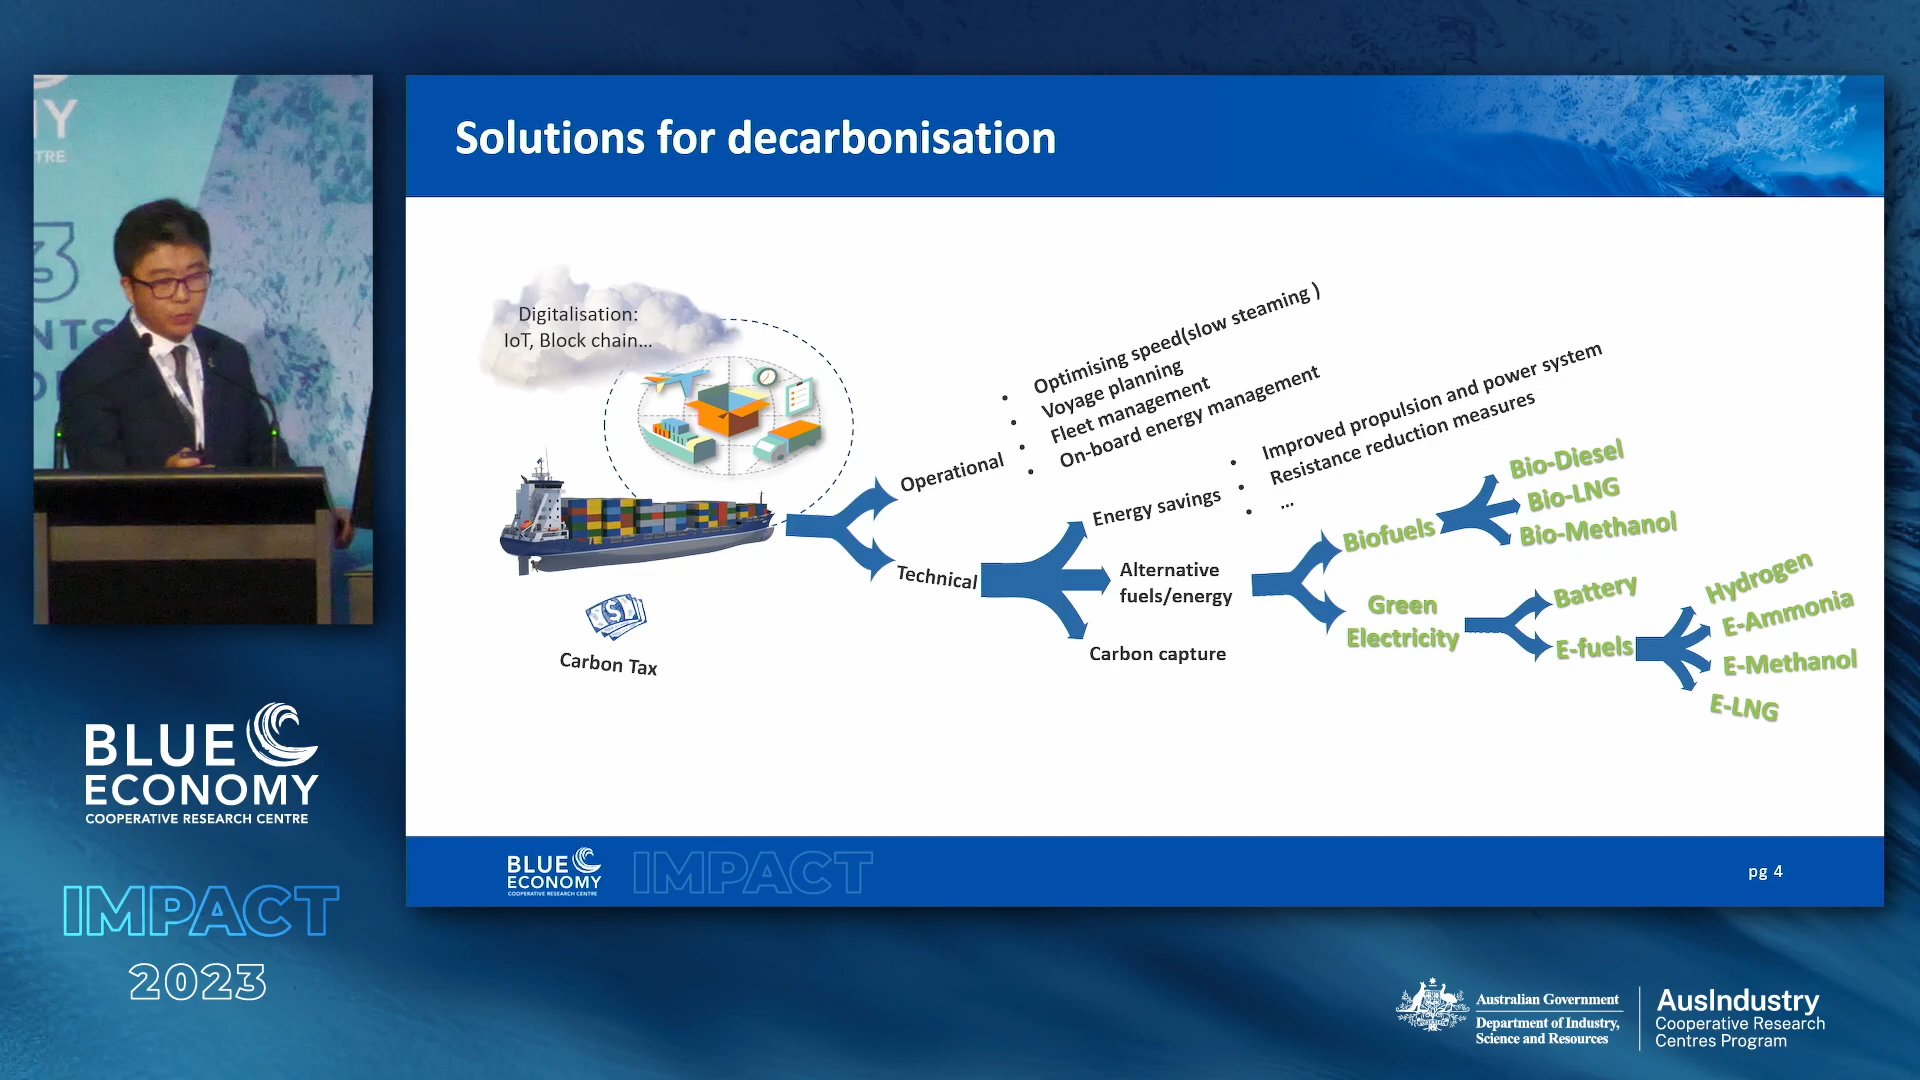 Y
TRE
3
NTS
BLUE
ECONOMY
COOPERATIVE RESEARCH CENTRE
IMPACT
2023
Solutions for decarbonisation
Digitalisation:
IoT, Block chain...
Carbon Tax
Operational
• Optimising speed(slow steaming )
• Voyage planning
• Fleet management
• On-board energy management
Technical
Energy savings
• Improved propulsion and power system
• Resistance reduction measures
• ...
Alternative
fuels/energy
Carbon capture
Biofuels
Bio-Diesel
Bio-LNG
Bio-Methanol
Green
Electricity
Battery
E-fuels
Hydrogen
E-Ammonia
E-Methanol
E-LNG
BLUE
ECONOMY
COOPERATIVE RESEARCH CENTRE
IMPACT
pg 4
Australian Government
Department of Industry,
Science and Resources
AusIndustry
Cooperative Research
Centres Program